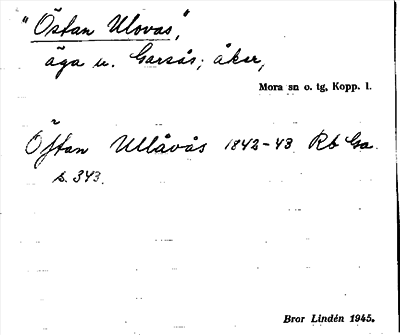 "Östan Ulovas",
äga u. Garsås; åker,
Mora sn o. tg, Kopp. l.
Öftan Ullåvås 1842-43 Rb Ga.
s. 343.
Bror Lindén 1945.